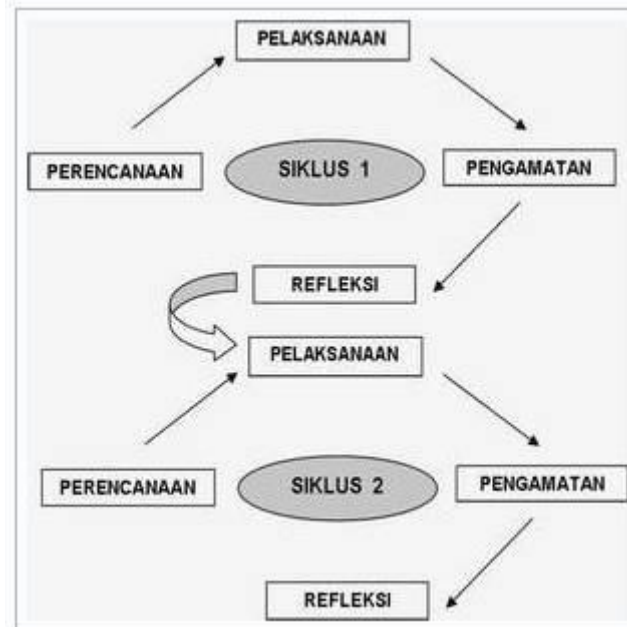 PELAKSANAAN
PERENCANAAN
SIKLUS 1
PENGAMATAN
REFLEKSI
PELAKSANAAN
PERENCANAAN
SIKLUS 2
PENGAMATAN
REFLEKSI